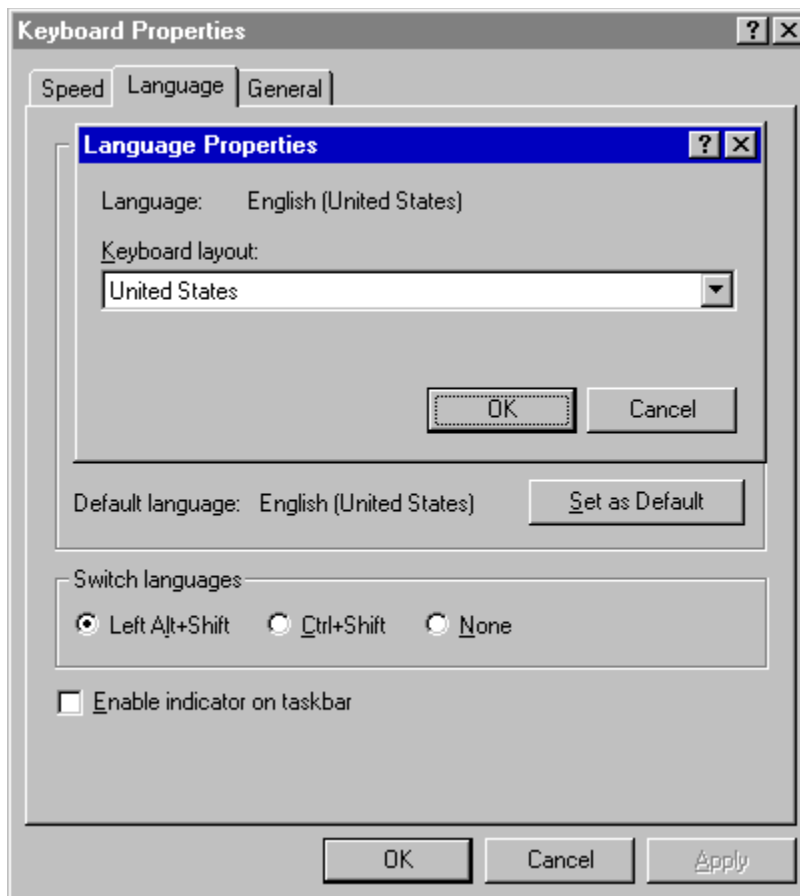 Keyboard Properties
Speed Language General
Language Properties
Language: English (United States)
Keyboard layout:
United States
OK Cancel
Default language: English (United States) Set as Default
Switch languages
Left Alt+Shift Ctrl+Shift None
Enable indicator on taskbar
OK Cancel Apply